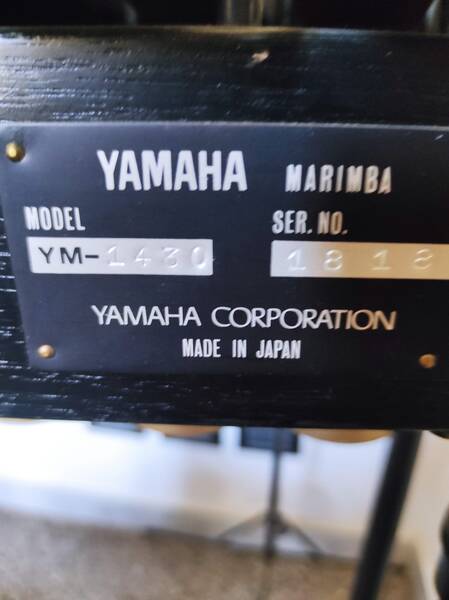 YAMAHA MARIMBA
MODEL SER. NO.
YM-1430 1818
YAMAHA CORPORATION
MADE IN JAPAN